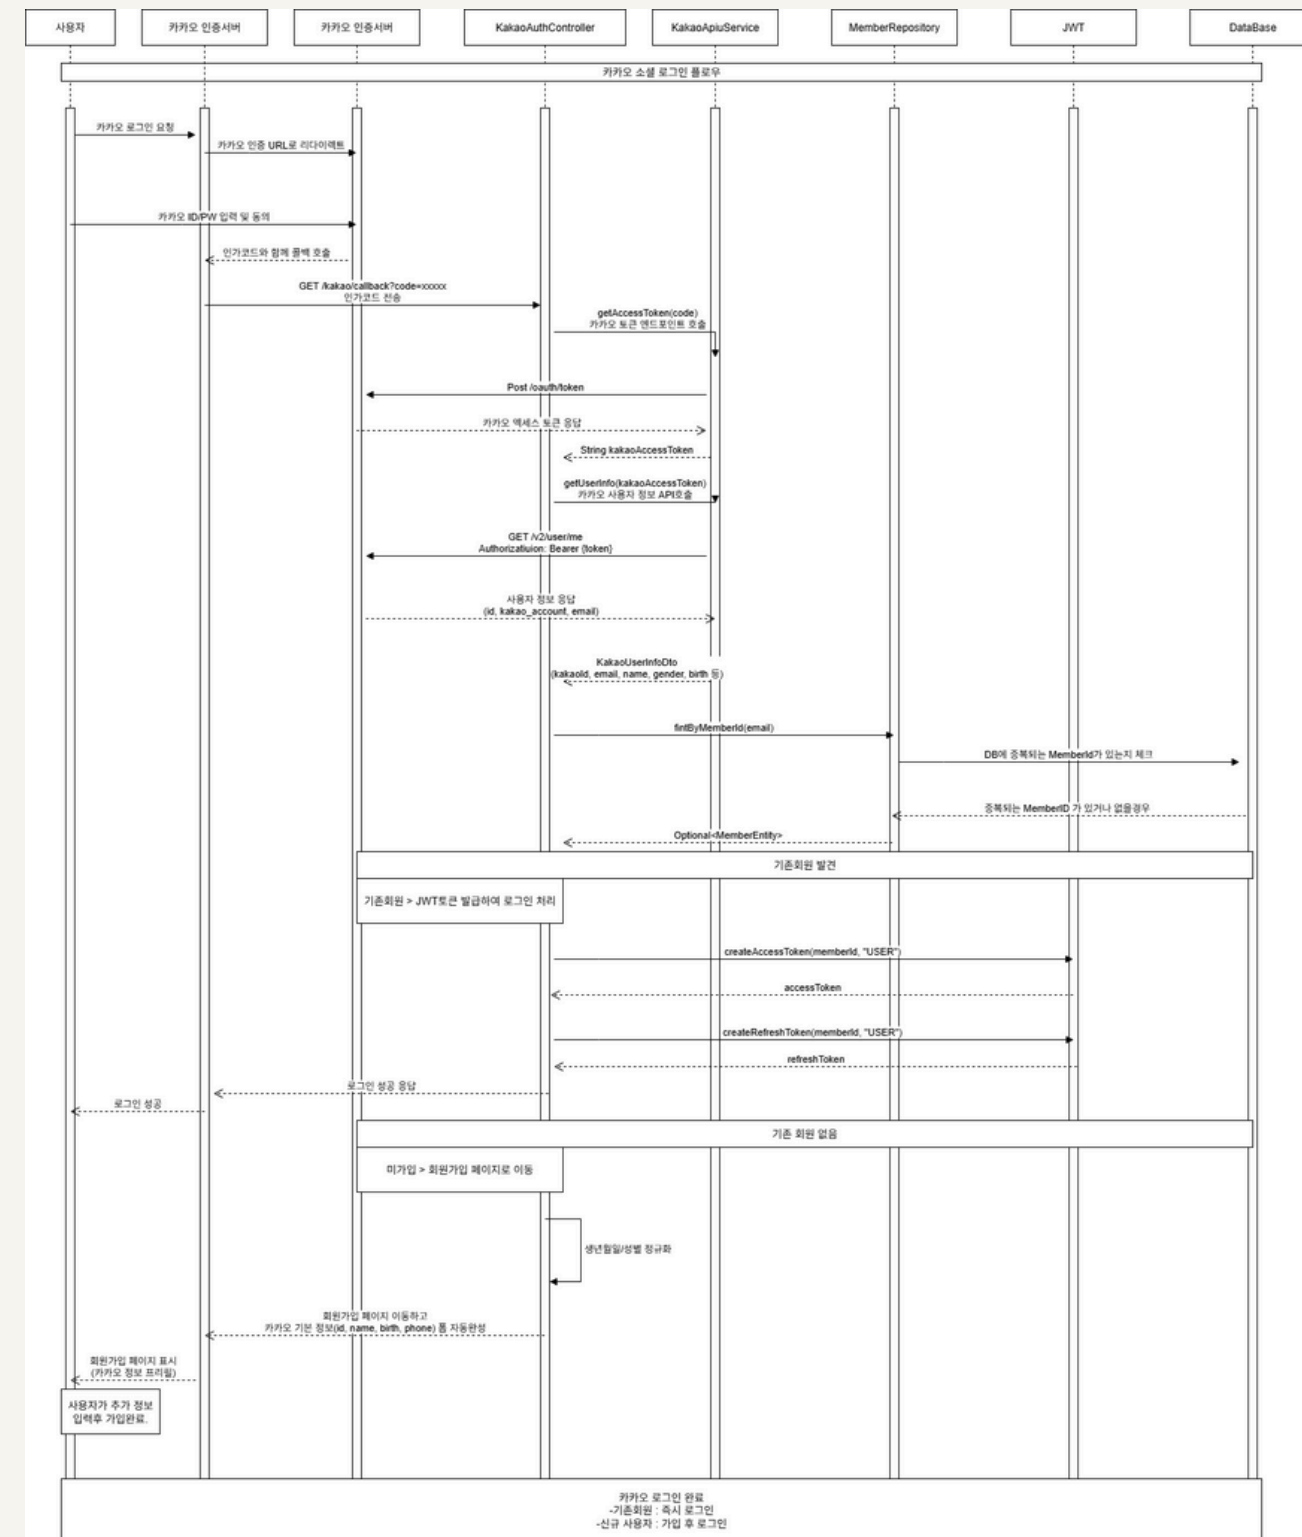 사용자
카카오 인증서버
카카오 인증서버
KakaoAuthController
KakaoApiuService
MemberRepository
JWT
DataBase
카카오 소셜 로그인 플로우
카카오 로그인 요청
카카오 인증 URL로 리다이렉트
카카오 ID/PW 입력 및 동의
인가코드와 함께 콜백 호출
GET /kakao/callback?code=xxxxx
인가코드 전송
getAccessToken(code)
카카오 토큰 엔드포인트 호출
Post /oauth/token
카카오 액세스 토큰 응답
String kakaoAccessToken
getUserInfo(kakaoAccessToken)
카카오 사용자 정보 API호출
GET /v2/user/me
Authorizatiuion: Bearer {token}
사용자 정보 응답
(id, kakao_account, email)
KakaoUserInfoDto
(kakaoId, email, name, gender, birth 등)
fintByMemberId(email)
DB에 중복되는 MemberId가 있는지 체크
중복되는 MemberID 가 있거나 없을경우
Optional<MemberEntity>
기존회원 발견
기존회원 > JWT토큰 발급하여 로그인 처리
createAccessToken(memberId, "USER")
accessToken
createRefreshToken(memberId, "USER")
refreshToken
로그인 성공 응답
로그인 성공
기존 회원 없음
미가입 > 회원가입 페이지로 이동
생년월일/성별 정규화
회원가입 페이지 이동하고
카카오 기본 정보(id, name, birth, phone) 폼 자동완성
회원가입 페이지 표시
(카카오 정보 프리필)
사용자가 추가 정보
입력후 가입완료.
카카오 로그인 완료
-기존회원 : 즉시 로그인
-신규 사용자 : 가입 후 로그인